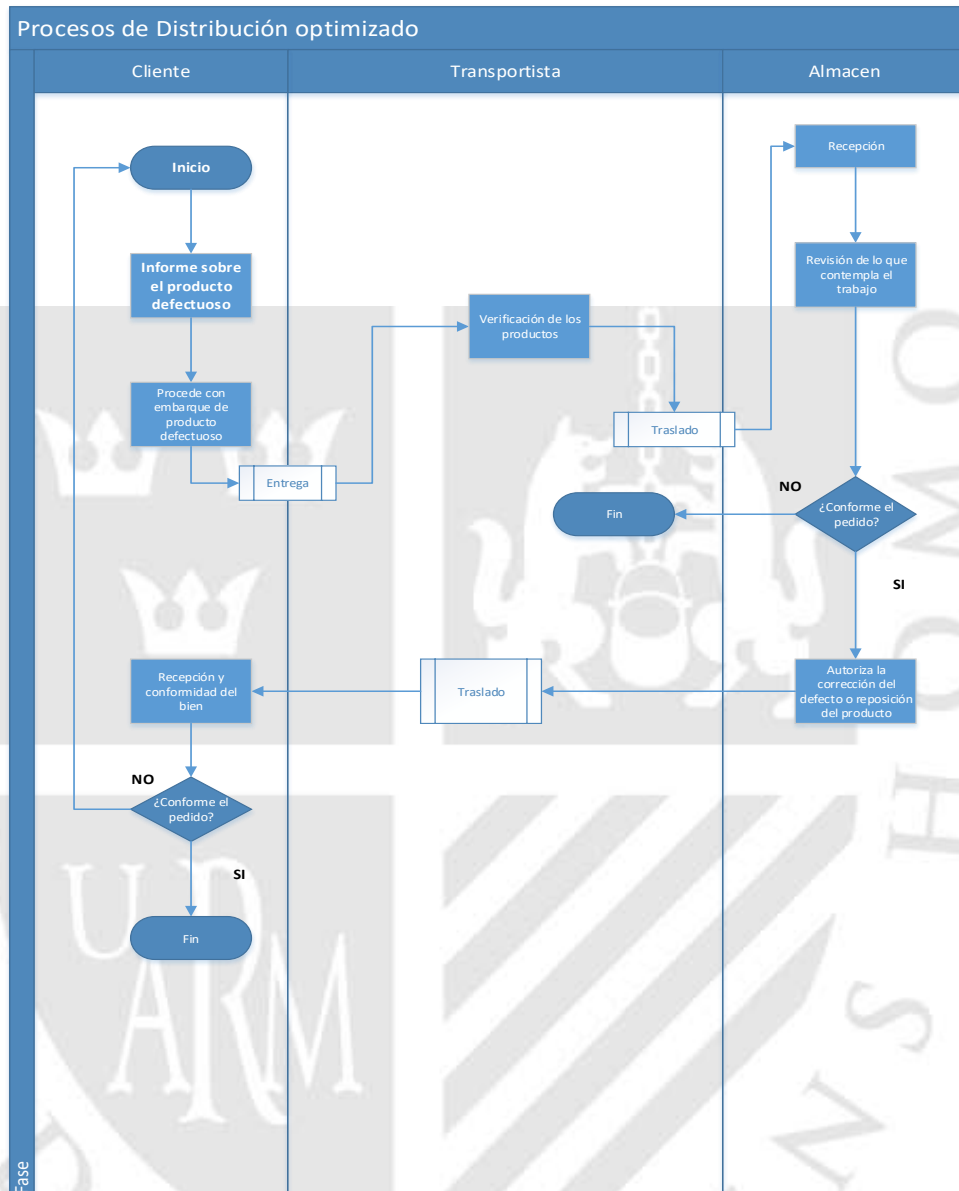 Procesos de Distribución optimizado
Cliente
Transportista
Almacen
Inicio
Recepción
Informe sobre
el producto
defectuoso
Revisión de lo que
contempla el
trabajo
Verificación de los
productos
Procede con
embarque de
producto
defectuoso
Traslado
Entrega
NO
Fin
¿Conforme el
pedido?
SI
Recepción y
conformidad del
bien
Traslado
Autoriza la
corrección del
defecto o reposición
del producto
NO
¿Conforme el
pedido?
SI
Fin
Fase
U
ARM
HOMO
NS